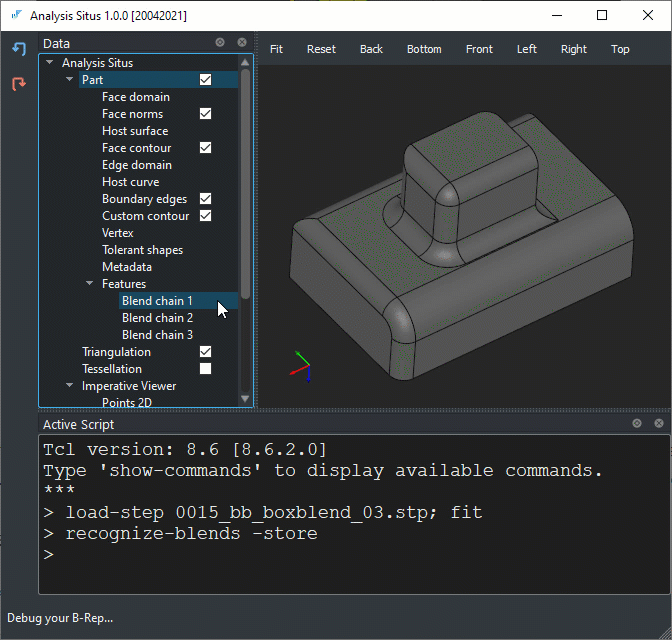 Analysis Situs 1.0.0 [20042021]
Data
Fit Reset Back Bottom Front Left Right Top
Analysis Situs
Part
Face domain
Face norms
Host surface
Face contour
Edge domain
Host curve
Boundary edges
Custom contour
Vertex
Tolerant shapes
Metadata
Features
Blend chain 1
Blend chain 2
Blend chain 3
Triangulation
Tessellation
Imperative Viewer
Points 2D
Active Script
Tcl version: 8.6 [8.6.2.0]
Type 'show-commands' to display available commands.
***
> load-step 0015_bb_boxblend_03.stp; fit
> recognize-blends -store
>
Debug your B-Rep...